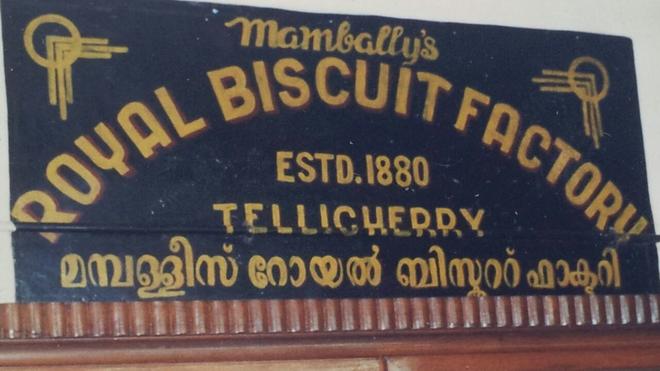 Mambally's
ROYAL BISCUIT FACTORY
ESTD.1880
TELLICHERRY
മമ്പള്ളീസ് റോയൽ ബിസ്കറ്റ് ഫാക്ടറി